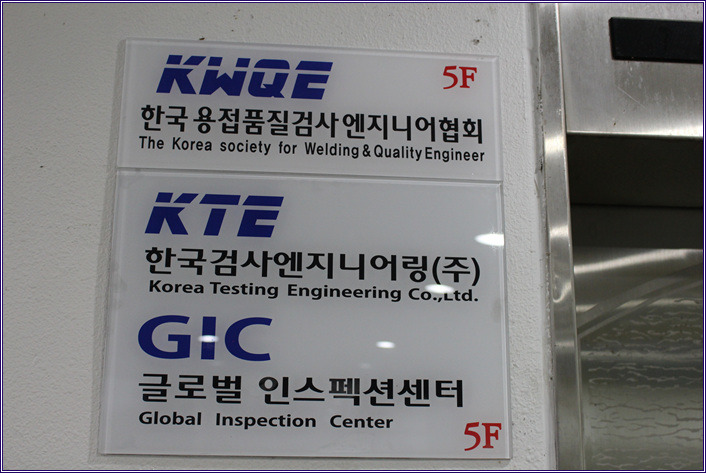 KWQE 5F
한국용접품질검사엔지니어협회
The Korea society for Welding & Quality Engineer
KTE
한국검사엔지니어링(주)
Korea Testing Engineering Co.,Ltd.
GIC
글로벌 인스펙션센터
Global Inspection Center
5F